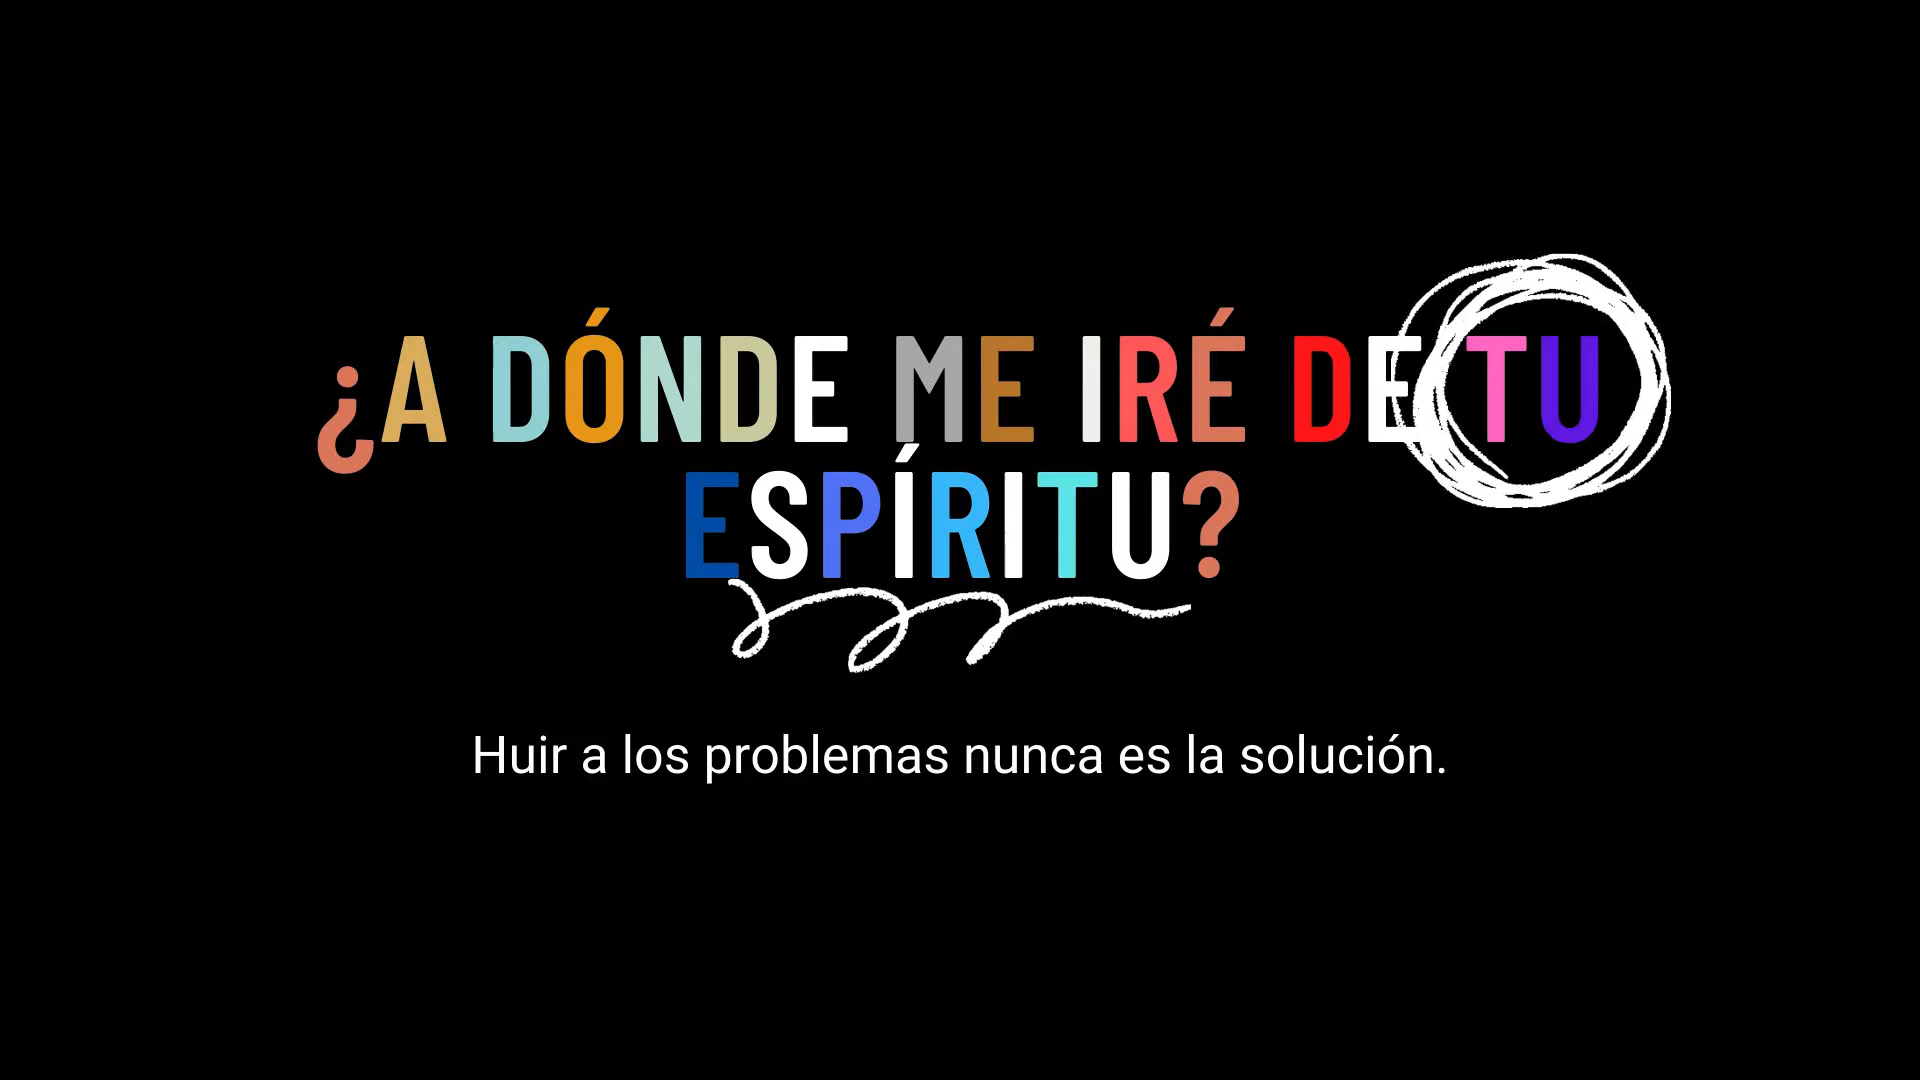 ¿A DÓNDE ME IRÉ DE TU
ESPÍRITU?
Huir a los problemas nunca es la solución.